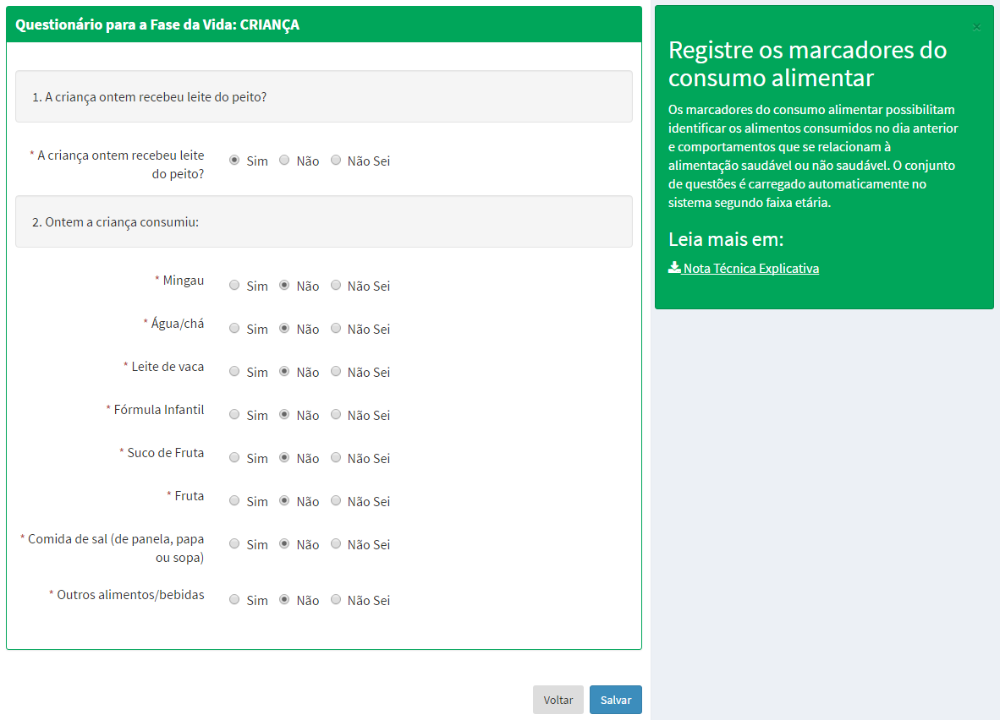 Questionário para a Fase da Vida: CRIANÇA
1. A criança ontem recebeu leite do peito?
* A criança ontem recebeu leite
do peito?
Sim Não Não Sei
2. Ontem a criança consumiu:
* Mingau
Sim Não Não Sei
* Água/chá
Sim Não Não Sei
* Leite de vaca
Sim Não Não Sei
* Fórmula Infantil
Sim Não Não Sei
* Suco de Fruta
Sim Não Não Sei
* Fruta
Sim Não Não Sei
* Comida de sal (de panela, papa
ou sopa)
Sim Não Não Sei
* Outros alimentos/bebidas
Sim Não Não Sei
Voltar
Salvar
×
Registre os marcadores do
consumo alimentar
Os marcadores do consumo alimentar possibilitam
identificar os alimentos consumidos no dia anterior
e comportamentos que se relacionam à
alimentação saudável ou não saudável. O conjunto
de questões é carregado automaticamente no
sistema segundo faixa etária.
Leia mais em:
Nota Técnica Explicativa